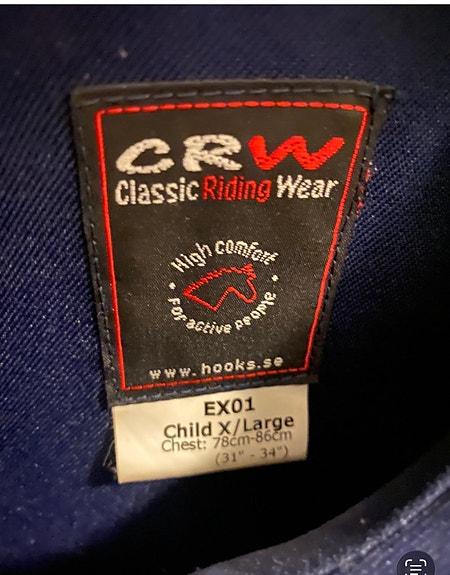 CRW
Classic Riding Wear
High comfort
For active people
www.hooks.se
EX01
Child X/Large
Chest: 78cm-86cm
(31" - 34")